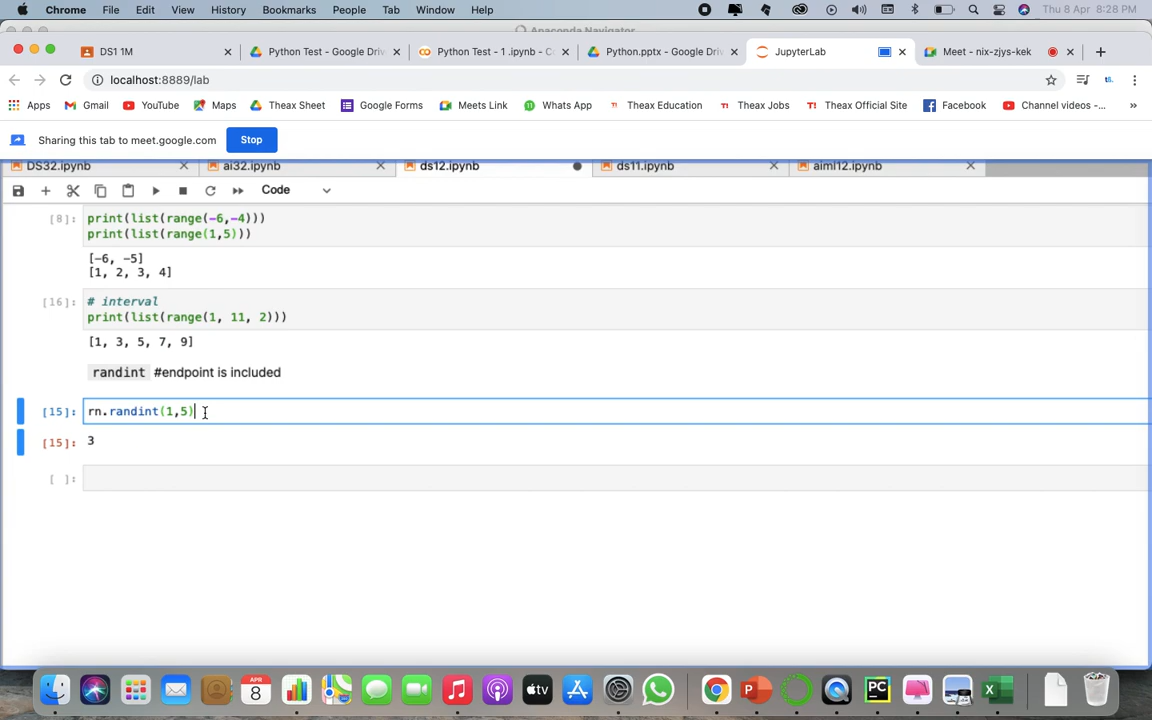 Chrome File Edit View History Bookmarks People Tab Window Help Thu 8 Apr 8:28 PM
Anaconda Navigator
DS1 1M Python Test - Google Driv Python Test - 1 .ipynb - C Python.pptx - Google Driv JupyterLab Meet - nix-zjys-kek
localhost:8889/lab
Apps Gmail YouTube Maps Theax Sheet Google Forms Meets Link Whats App Theax Education Theax Jobs Theax Official Site Facebook Channel videos -... »
Sharing this tab to meet.google.com Stop
DS32.ipynb ai32.ipynb ds12.ipynb ds11.ipynb aiml12.ipynb
Code
[8]: print(list(range(-6,-4)))
print(list(range(1,5)))
[-6, -5]
[1, 2, 3, 4]
[16]: # interval
print(list(range(1, 11, 2)))
[1, 3, 5, 7, 9]
randint #endpoint is included
[15]: rn.randint(1,5)
[15]: 3
[ ]:
APR
8
tv
PC
P
X